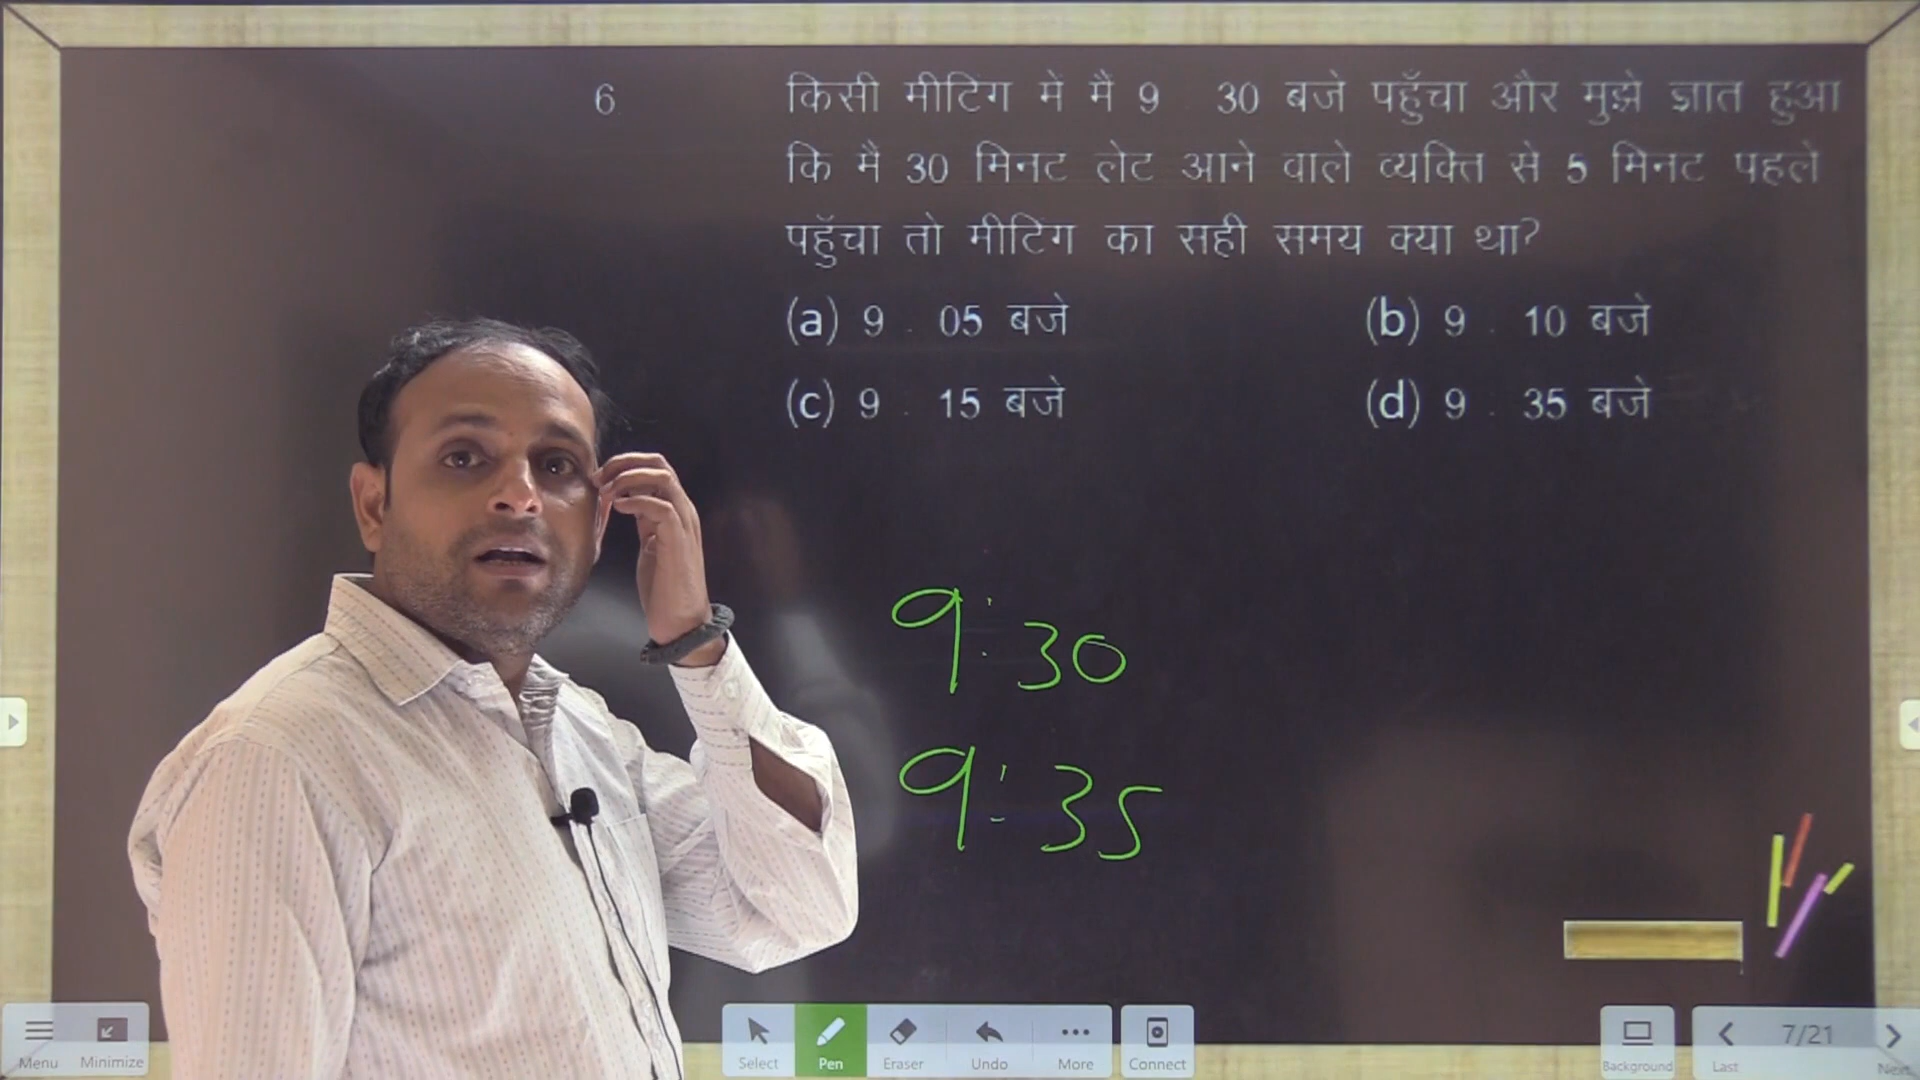 6 किसी मीटिंग में मैं 9 : 30 बजे पहुँचा और मुझे ज्ञात हुआ
कि मैं 30 मिनट लेट आने वाले व्यक्ति से 5 मिनट पहले
पहुँचा तो मीटिंग का सही समय क्या था?
(a) 9 : 05 बजे (b) 9 : 10 बजे
(c) 9 : 15 बजे (d) 9 : 35 बजे
9:30
9:35
Menu Minimize Select Pen Eraser Undo More Connect Background Last 7/21 Next